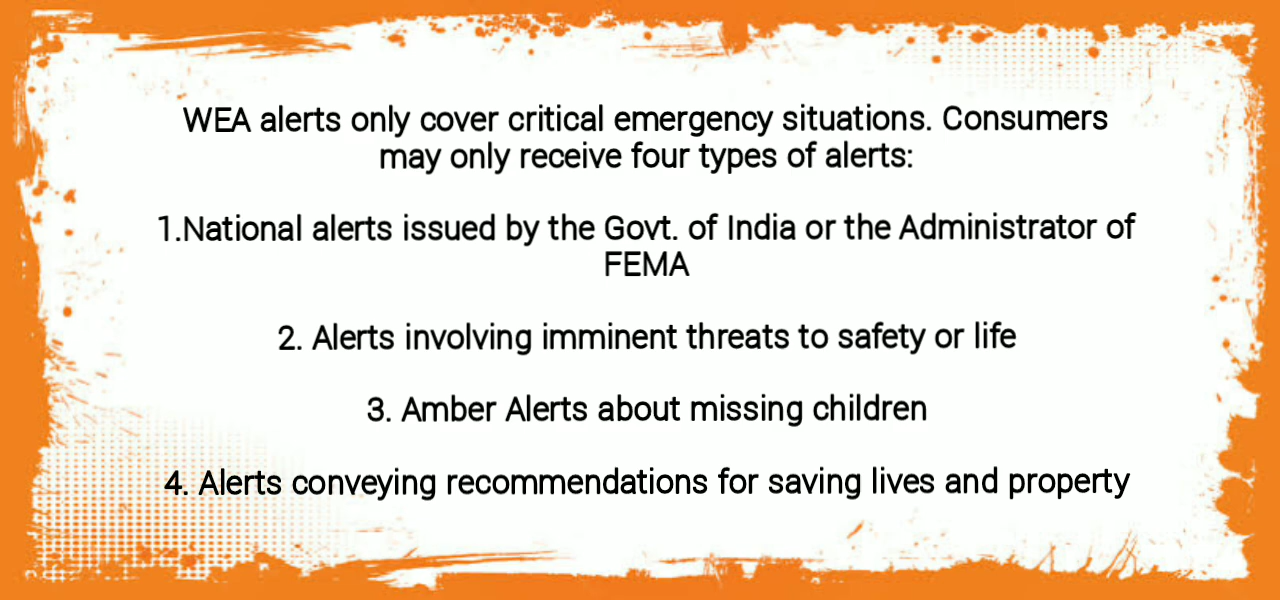 WEA alerts only cover critical emergency situations. Consumers
may only receive four types of alerts:
1.National alerts issued by the Govt. of India or the Administrator of
FEMA
2. Alerts involving imminent threats to safety or life
3. Amber Alerts about missing children
4. Alerts conveying recommendations for saving lives and property